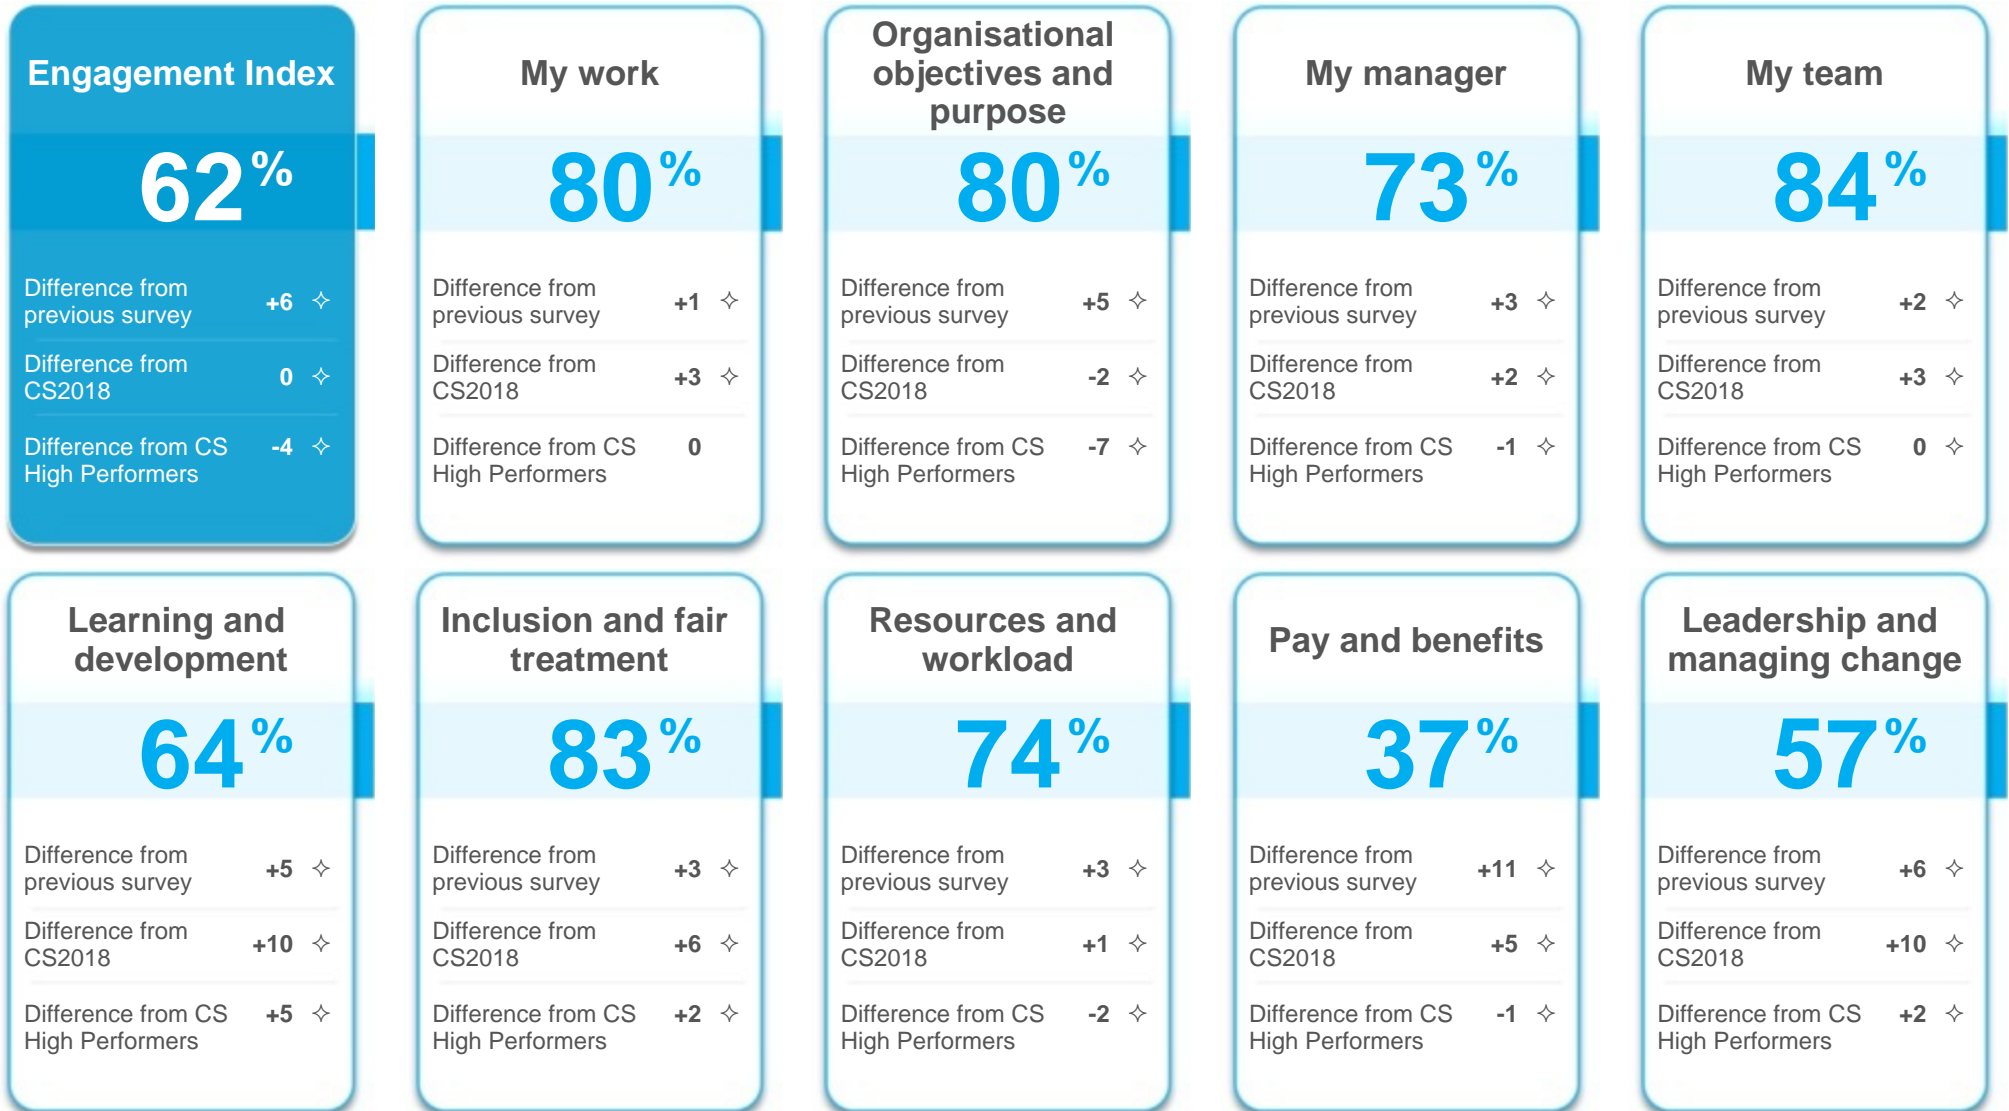 Engagement Index
62%
Difference from
previous survey
+6 ✧
Difference from
CS2018
0 ✧
Difference from CS
High Performers
-4 ✧
My work
80%
Difference from
previous survey
+1 ✧
Difference from
CS2018
+3 ✧
Difference from CS
High Performers
0
Organisational
objectives and
purpose
80%
Difference from
previous survey
+5 ✧
Difference from
CS2018
-2 ✧
Difference from CS
High Performers
-7 ✧
My manager
73%
Difference from
previous survey
+3 ✧
Difference from
CS2018
+2 ✧
Difference from CS
High Performers
-1 ✧
My team
84%
Difference from
previous survey
+2 ✧
Difference from
CS2018
+3 ✧
Difference from CS
High Performers
0 ✧
Learning and
development
64%
Difference from
previous survey
+5 ✧
Difference from
CS2018
+10 ✧
Difference from CS
High Performers
+5 ✧
Inclusion and fair
treatment
83%
Difference from
previous survey
+3 ✧
Difference from
CS2018
+6 ✧
Difference from CS
High Performers
+2 ✧
Resources and
workload
74%
Difference from
previous survey
+3 ✧
Difference from
CS2018
+1 ✧
Difference from CS
High Performers
-2 ✧
Pay and benefits
37%
Difference from
previous survey
+11 ✧
Difference from
CS2018
+5 ✧
Difference from CS
High Performers
-1 ✧
Leadership and
managing change
57%
Difference from
previous survey
+6 ✧
Difference from
CS2018
+10 ✧
Difference from CS
High Performers
+2 ✧